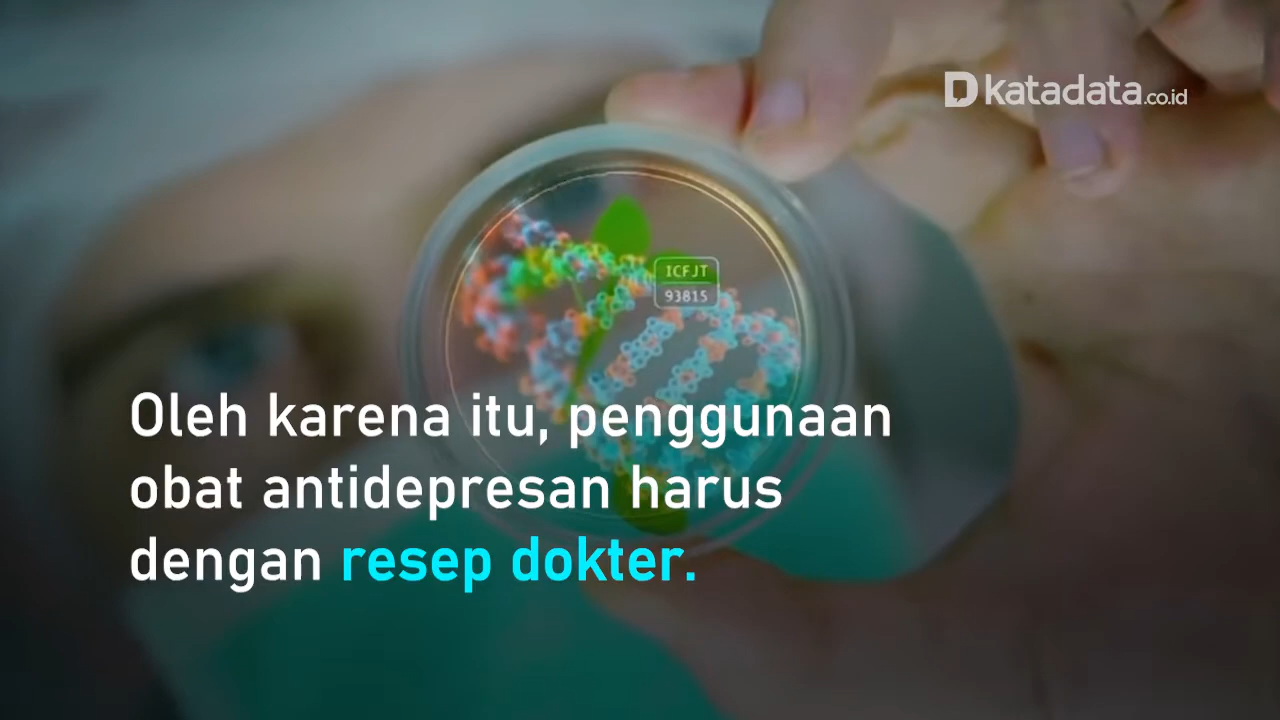 katadata.co.id
ICFJT
93815
Oleh karena itu, penggunaan
obat antidepresan harus
dengan resep dokter.